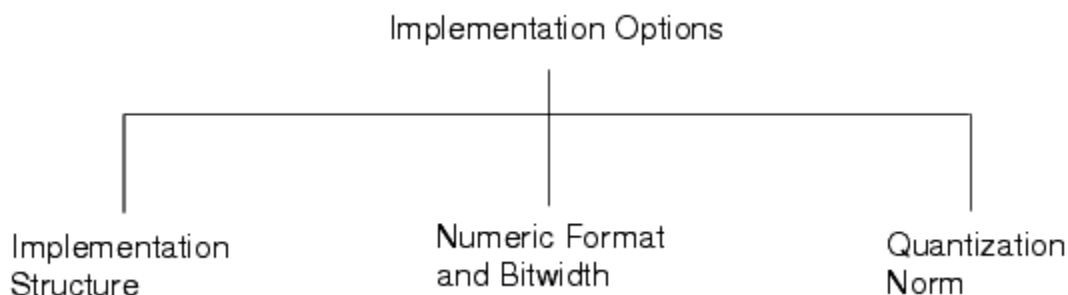 Implementation Options
Implementation
Structure
Numeric Format
and Bitwidth
Quantization
Norm